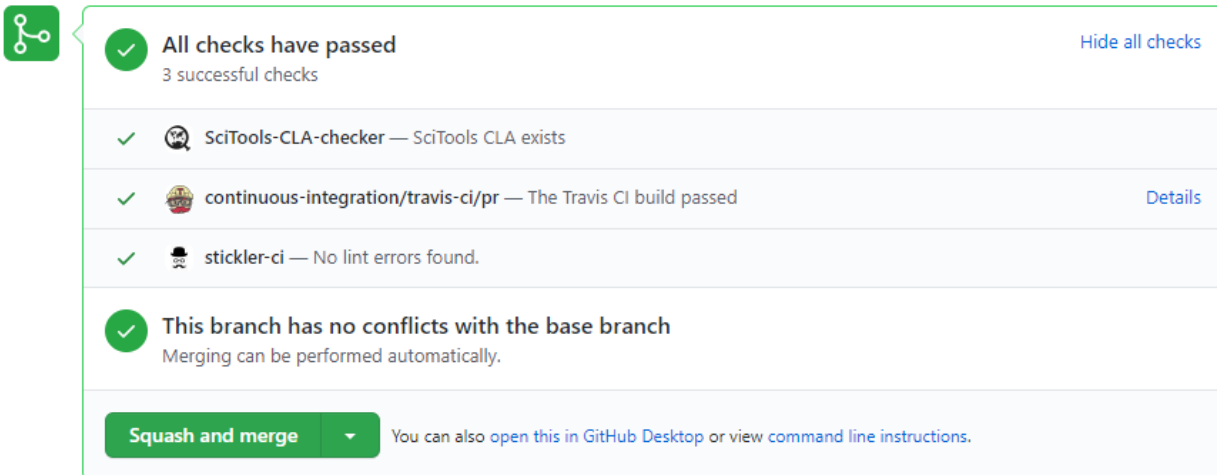 All checks have passed
Hide all checks
3 successful checks
SciTools-CLA-checker — SciTools CLA exists
continuous-integration/travis-ci/pr — The Travis CI build passed
Details
stickler-ci — No lint errors found.
This branch has no conflicts with the base branch
Merging can be performed automatically.
Squash and merge
You can also open this in GitHub Desktop or view command line instructions.